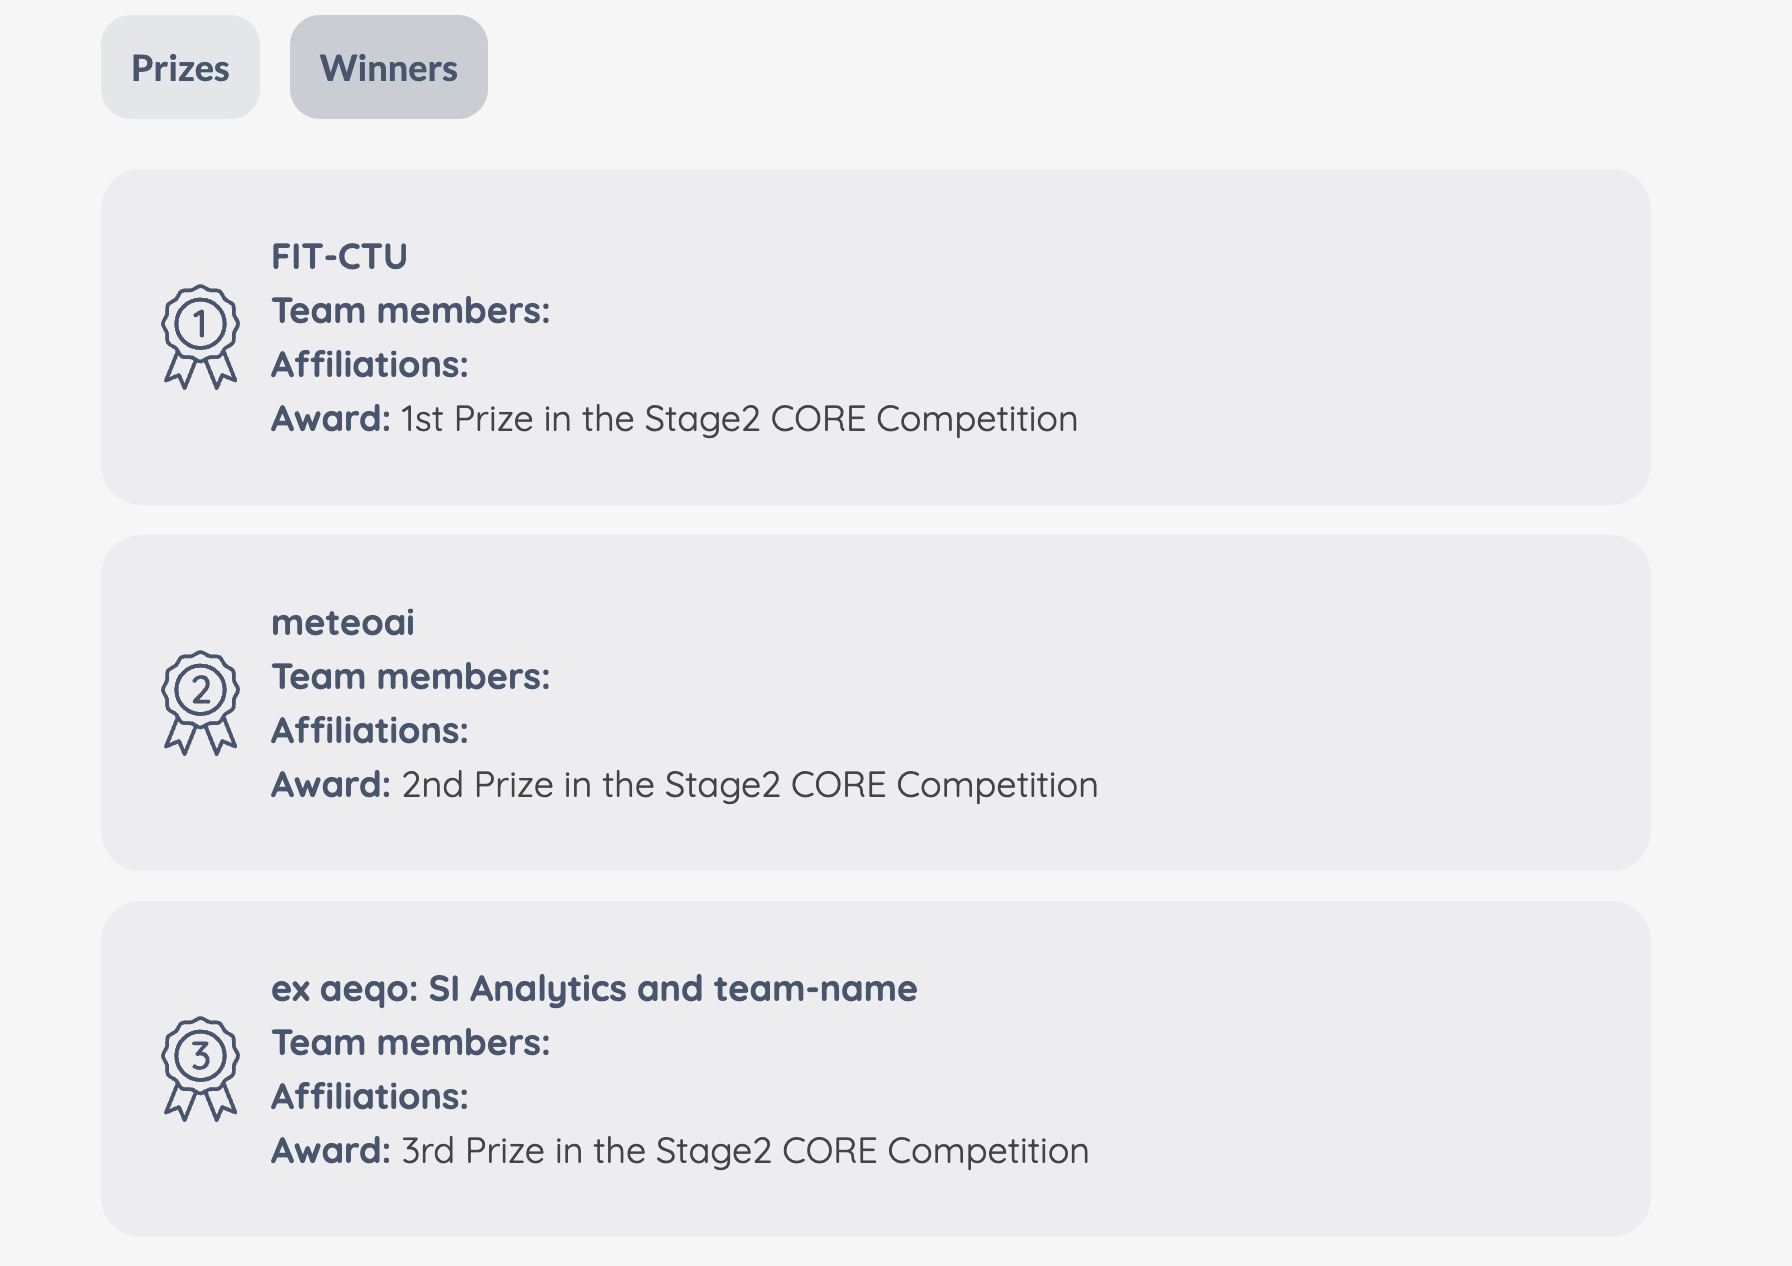 Prizes
Winners
1
FIT-CTU
Team members:
Affiliations:
Award: 1st Prize in the Stage2 CORE Competition
2
meteoai
Team members:
Affiliations:
Award: 2nd Prize in the Stage2 CORE Competition
3
ex aeqo: SI Analytics and team-name
Team members:
Affiliations:
Award: 3rd Prize in the Stage2 CORE Competition